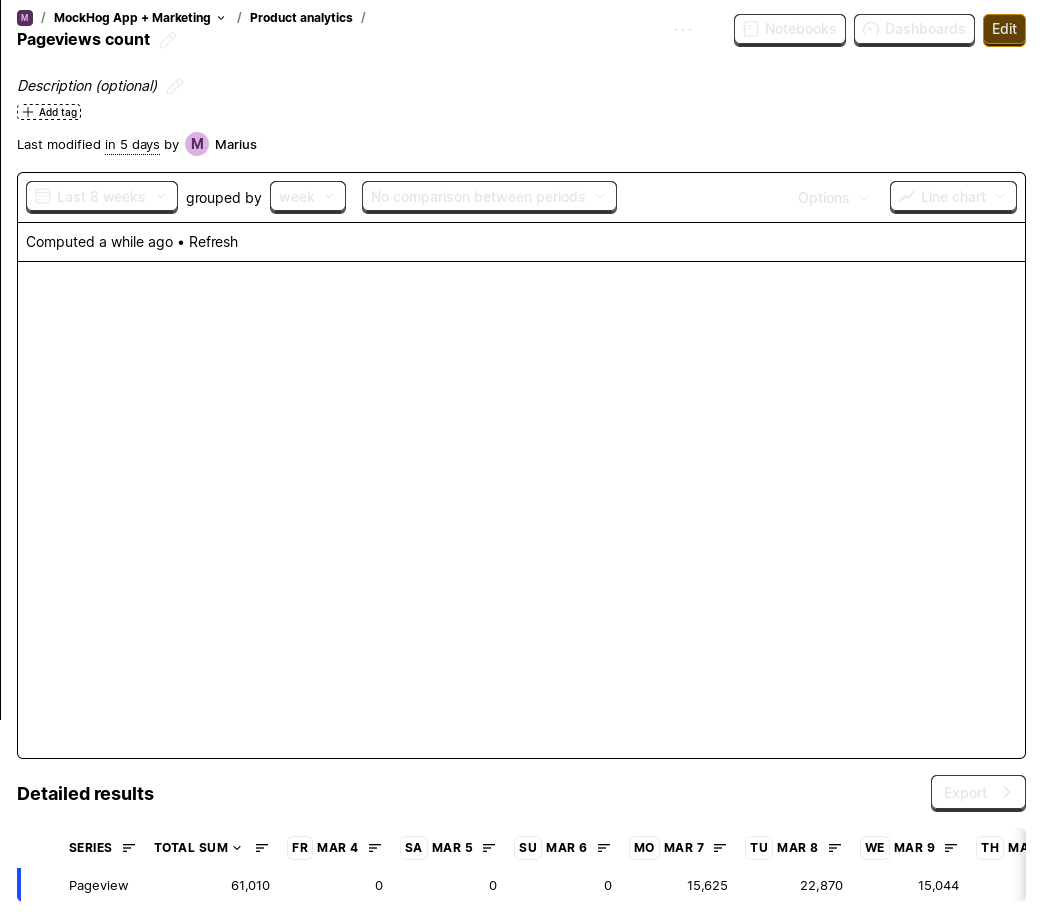 M / MockHog App + Marketing / Product analytics /
Pageviews count
Notebooks Dashboards Edit
Description (optional)
Add tag
Last modified in 5 days by M Marius
Last 8 weeks grouped by week No comparison between periods Options Line chart
Computed a while ago • Refresh
Detailed results
Export
SERIES TOTAL SUM FR MAR 4 SA MAR 5 SU MAR 6 MO MAR 7 TU MAR 8 WE MAR 9 TH
Pageview 61,010 0 0 0 15,625 22,870 15,044